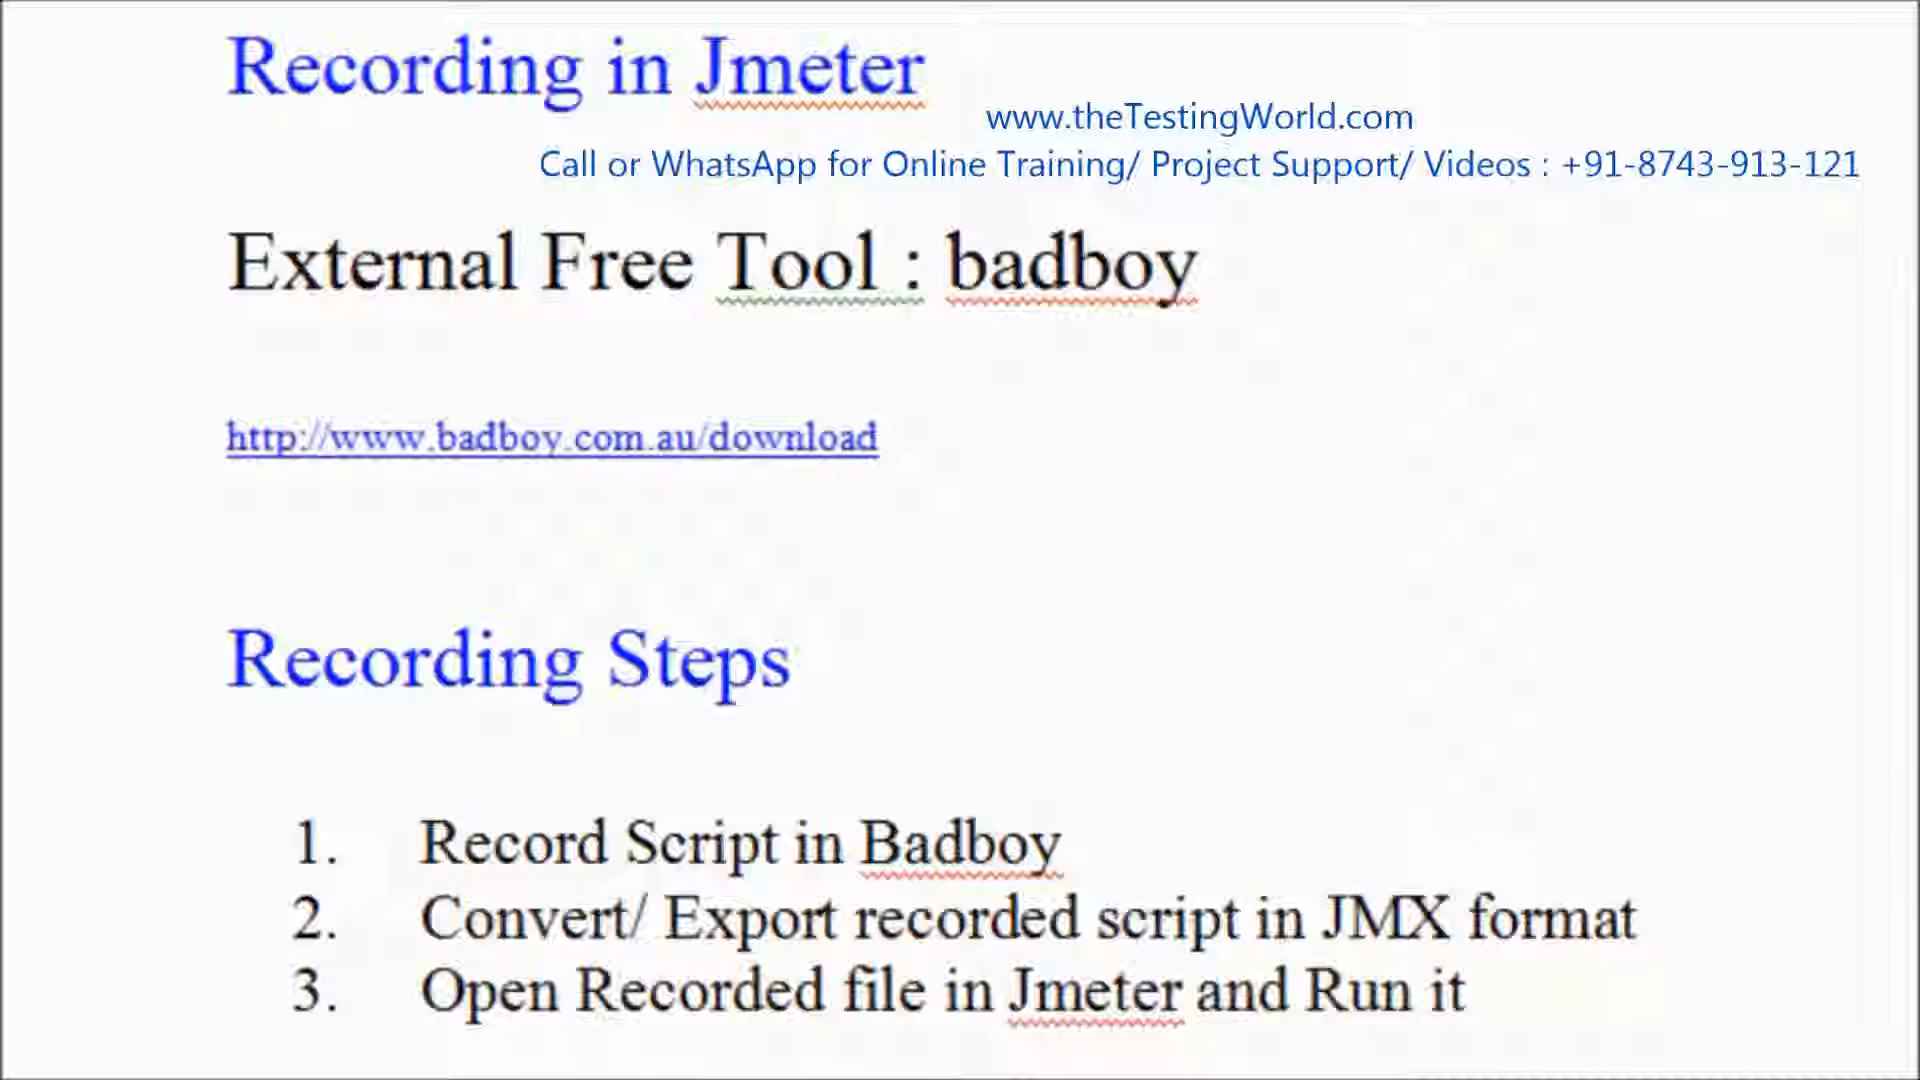 Recording in Jmeter
www.theTestingWorld.com
Call or WhatsApp for Online Training/ Project Support/ Videos : +91-8743-913-121
External Free Tool : badboy
http://www.badboy.com.au/download
Recording Steps
1. Record Script in Badboy
2. Convert/ Export recorded script in JMX format
3. Open Recorded file in Jmeter and Run it